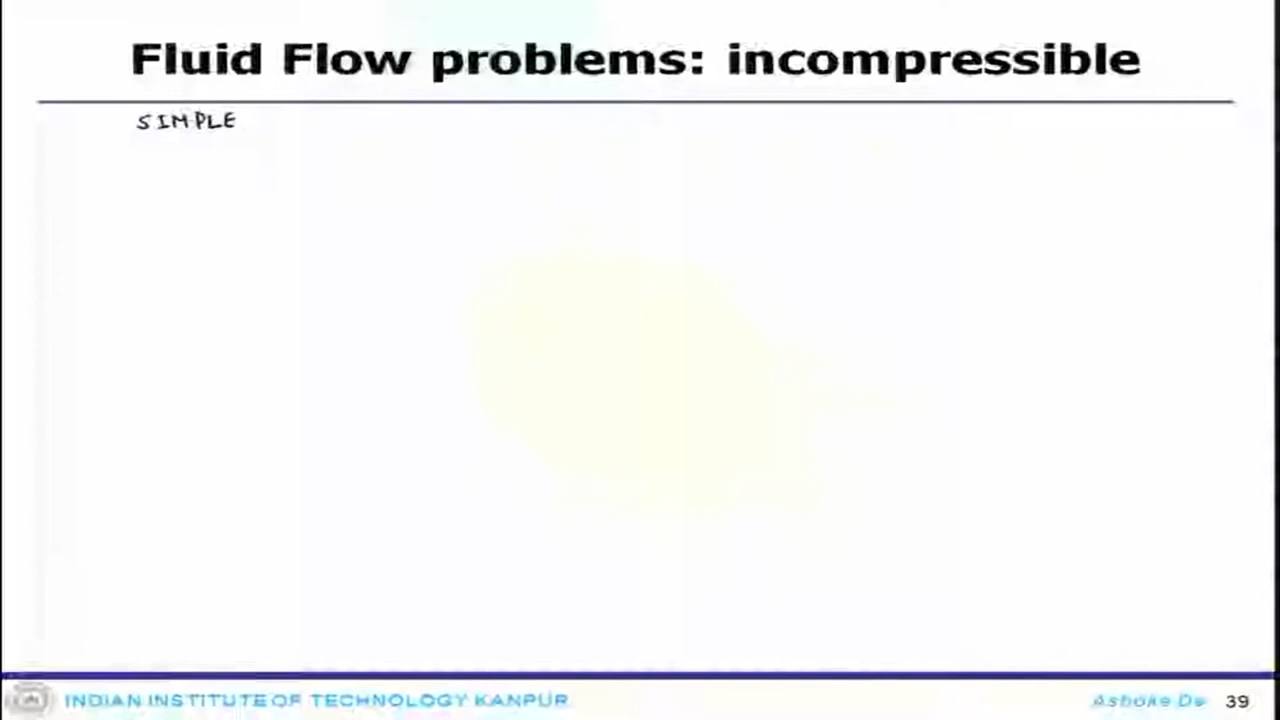 Fluid Flow problems: incompressible
SIMPLE
INDIAN INSTITUTE OF TECHNOLOGY KANPUR
Ashoke De 39